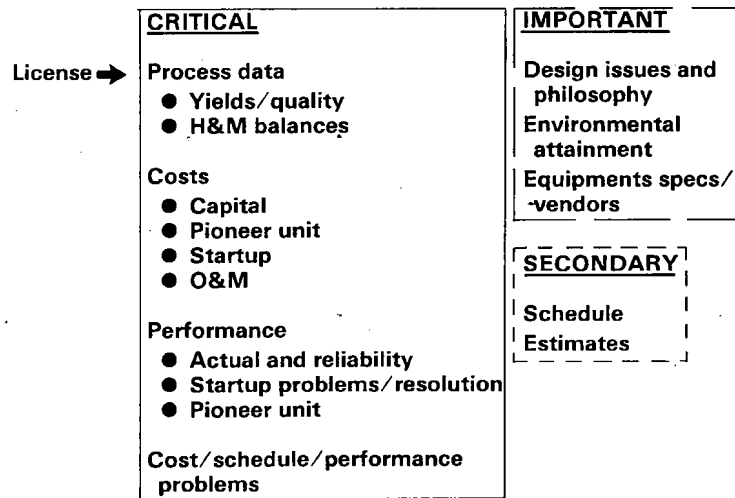 CRITICAL
License ➡ Process data
● Yields/quality
● H&M balances
Costs
● Capital
● Pioneer unit
● Startup
● O&M
Performance
● Actual and reliability
● Startup problems/resolution
● Pioneer unit
Cost/schedule/performance
problems
IMPORTANT
Design issues and
philosophy
Environmental
attainment
Equipments specs/
vendors
SECONDARY
Schedule
Estimates